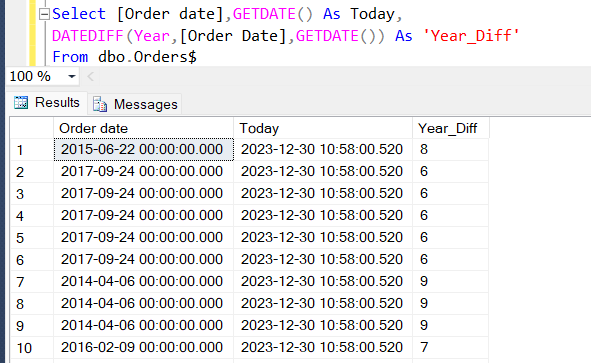 Select [Order date],GETDATE() As Today,
DATEDIFF(Year,[Order Date],GETDATE()) As 'Year_Diff'
From dbo.Orders$
100 %
Results Messages
Order date Today Year_Diff
1 2015-06-22 00:00:00.000 2023-12-30 10:58:00.520 8
2 2017-09-24 00:00:00.000 2023-12-30 10:58:00.520 6
3 2017-09-24 00:00:00.000 2023-12-30 10:58:00.520 6
4 2017-09-24 00:00:00.000 2023-12-30 10:58:00.520 6
5 2017-09-24 00:00:00.000 2023-12-30 10:58:00.520 6
6 2017-09-24 00:00:00.000 2023-12-30 10:58:00.520 6
7 2014-04-06 00:00:00.000 2023-12-30 10:58:00.520 9
8 2014-04-06 00:00:00.000 2023-12-30 10:58:00.520 9
9 2014-04-06 00:00:00.000 2023-12-30 10:58:00.520 9
10 2016-02-09 00:00:00.000 2023-12-30 10:58:00.520 7